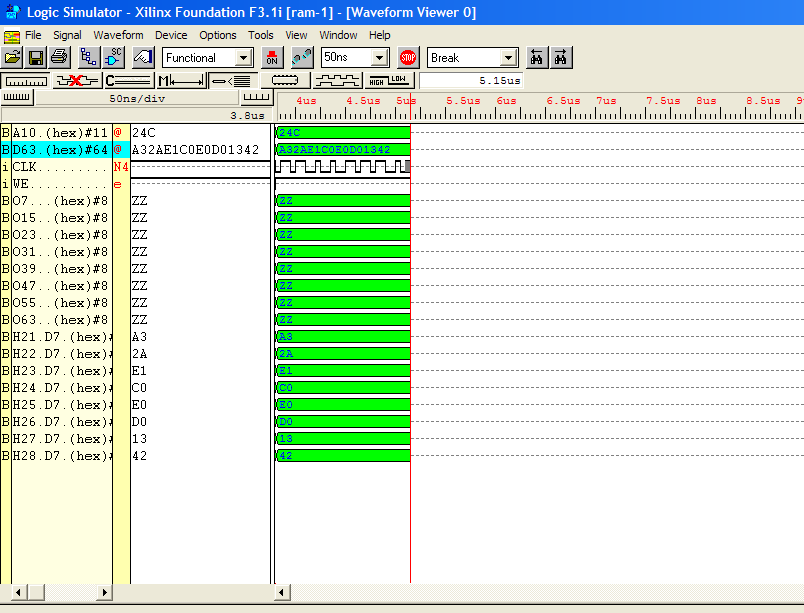 Logic Simulator - Xilinx Foundation F3.1i [ram-1] - [Waveform Viewer 0]
File Signal Waveform Device Options Tools View Window Help
SC Functional ON 50ns STOP Break
C M HIGH LOW 5.15us
50ns/div 4us 4.5us 5us 5.5us 6us 6.5us 7us 7.5us 8us 8.5us 9
3.8us
B A10.(hex)#11 @ 24C 24C
B D63.(hex)#64 @ A32AE1C0E0D01342 A32AE1C0E0D01342
i CLK.......... N4
i WE........... e
B O7...(hex)#8 ZZ ZZ
B O15..(hex)#8 ZZ ZZ
B O23..(hex)#8 ZZ ZZ
B O31..(hex)#8 ZZ ZZ
B O39..(hex)#8 ZZ ZZ
B O47..(hex)#8 ZZ ZZ
B O55..(hex)#8 ZZ ZZ
B O63..(hex)#8 ZZ ZZ
B H21.D7.(hex)# A3 A3
B H22.D7.(hex)# 2A 2A
B H23.D7.(hex)# E1 E1
B H24.D7.(hex)# C0 C0
B H25.D7.(hex)# E0 E0
B H26.D7.(hex)# D0 D0
B H27.D7.(hex)# 13 13
B H28.D7.(hex)# 42 42